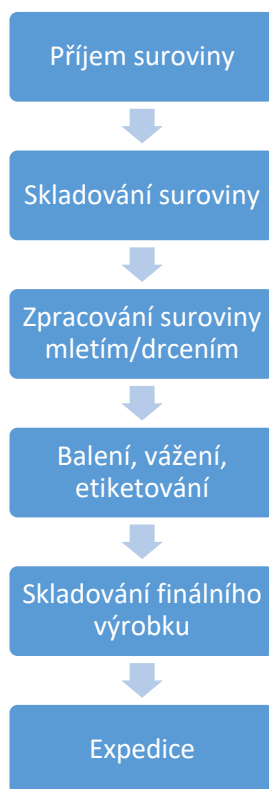 Příjem suroviny
Skladování suroviny
Zpracování suroviny
mletím/drcením
Balení, vážení,
etiketování
Skladování finálního
výrobku
Expedice